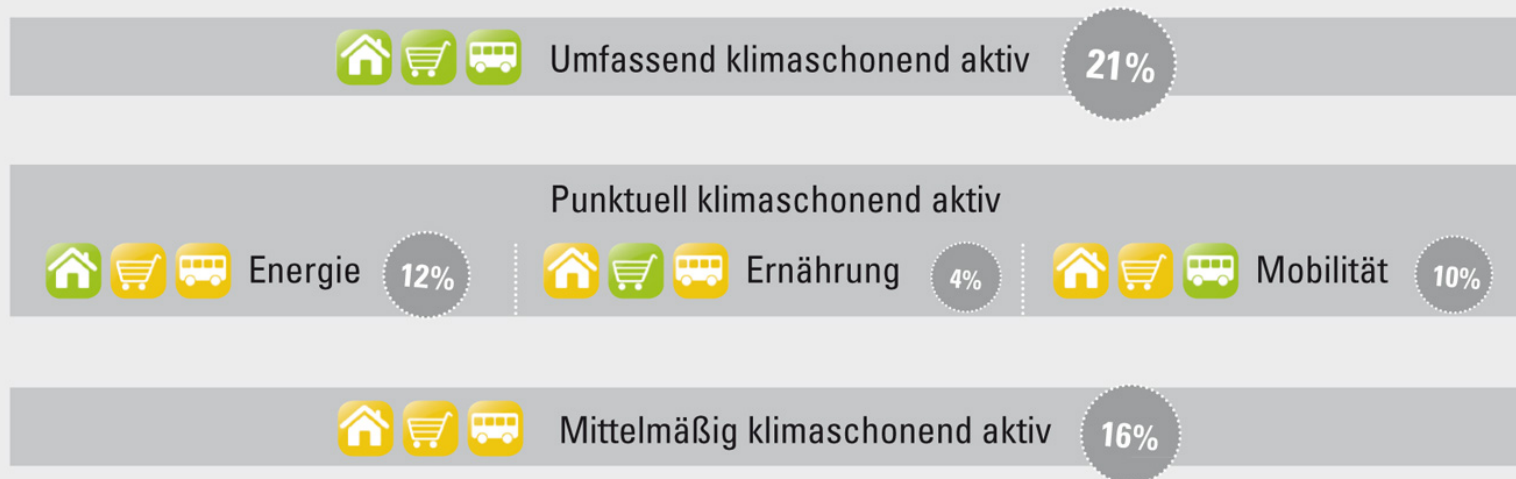 Umfassend klimaschonend aktiv 21%
Punktuell klimaschonend aktiv
Energie 12% Ernährung 4% Mobilität 10%
Mittelmäßig klimaschonend aktiv 16%